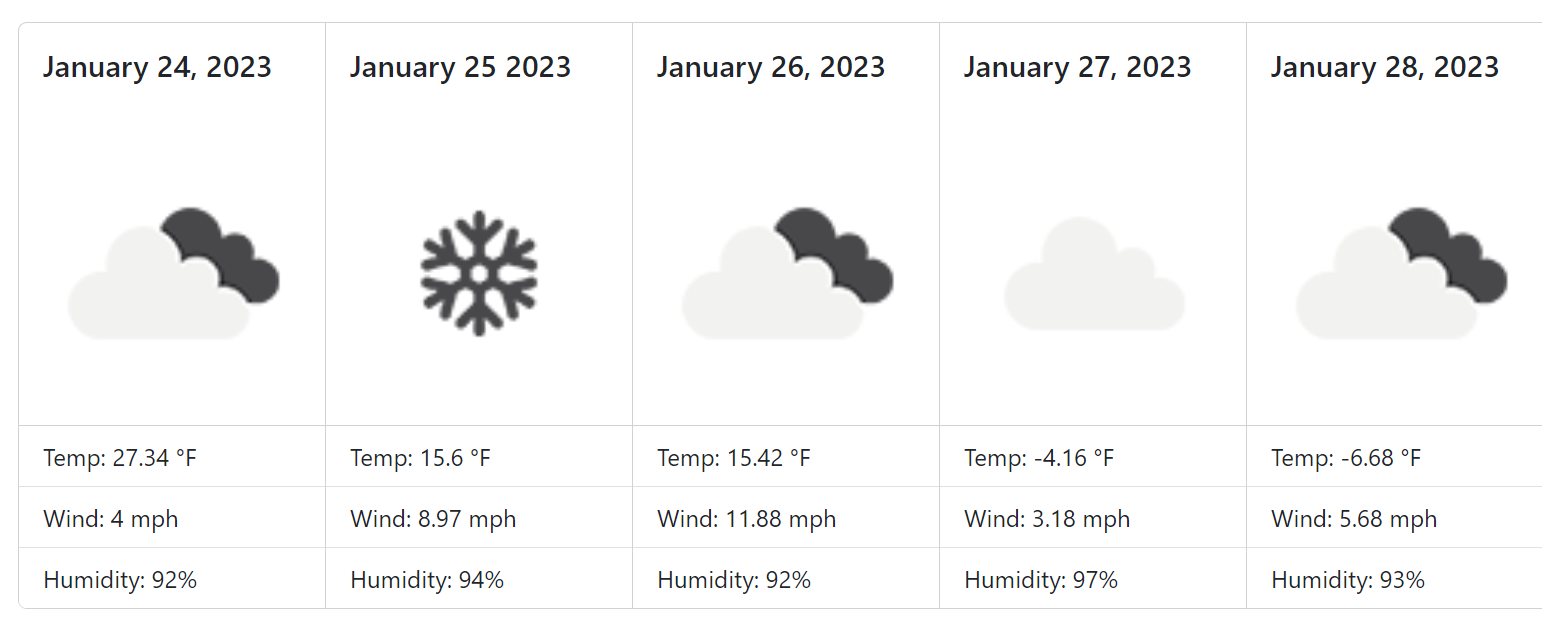 January 24, 2023
Temp: 27.34 °F
Wind: 4 mph
Humidity: 92%
January 25 2023
Temp: 15.6 °F
Wind: 8.97 mph
Humidity: 94%
January 26, 2023
Temp: 15.42 °F
Wind: 11.88 mph
Humidity: 92%
January 27, 2023
Temp: -4.16 °F
Wind: 3.18 mph
Humidity: 97%
January 28, 2023
Temp: -6.68 °F
Wind: 5.68 mph
Humidity: 93%